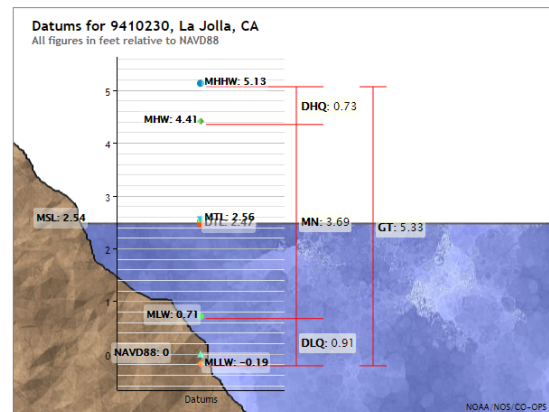 Datums for 9410230, La Jolla, CA
All figures in feet relative to NAVD88
MHHW: 5.13
5
DHQ: 0.73
MHW: 4.41
4
3
MSL: 2.54
MTL: 2.56
DTL: 2.47
MN: 3.69
GT: 5.33
2
1
MLW: 0.71
DLQ: 0.91
NAVD88: 0
0
MLLW: −0.19
Datums
NOAA/NOS/CO-OPS